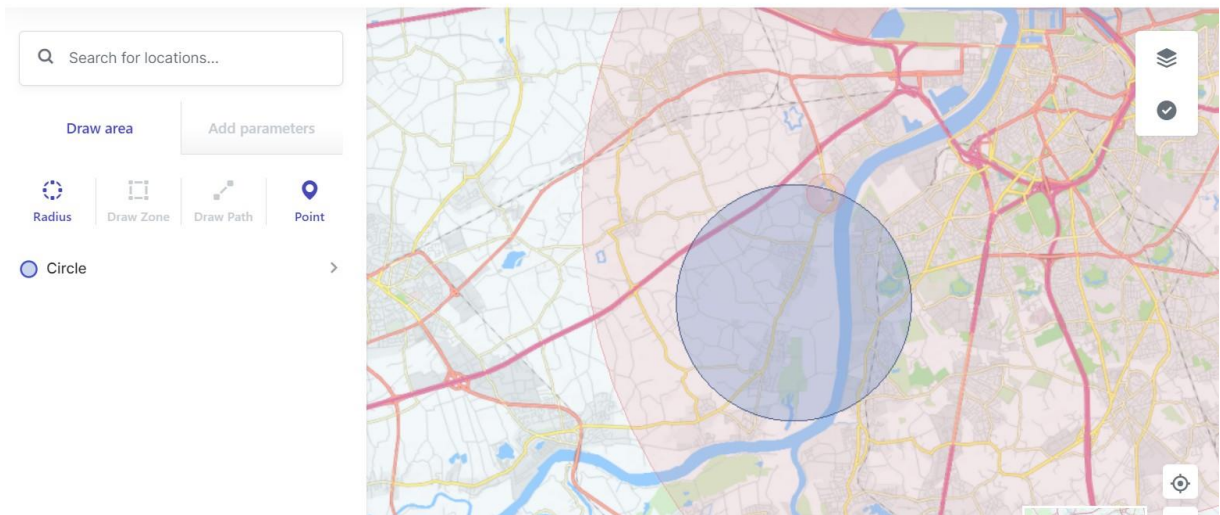 Search for locations...
Draw area
Add parameters
Radius
Draw Zone
Draw Path
Point
Circle